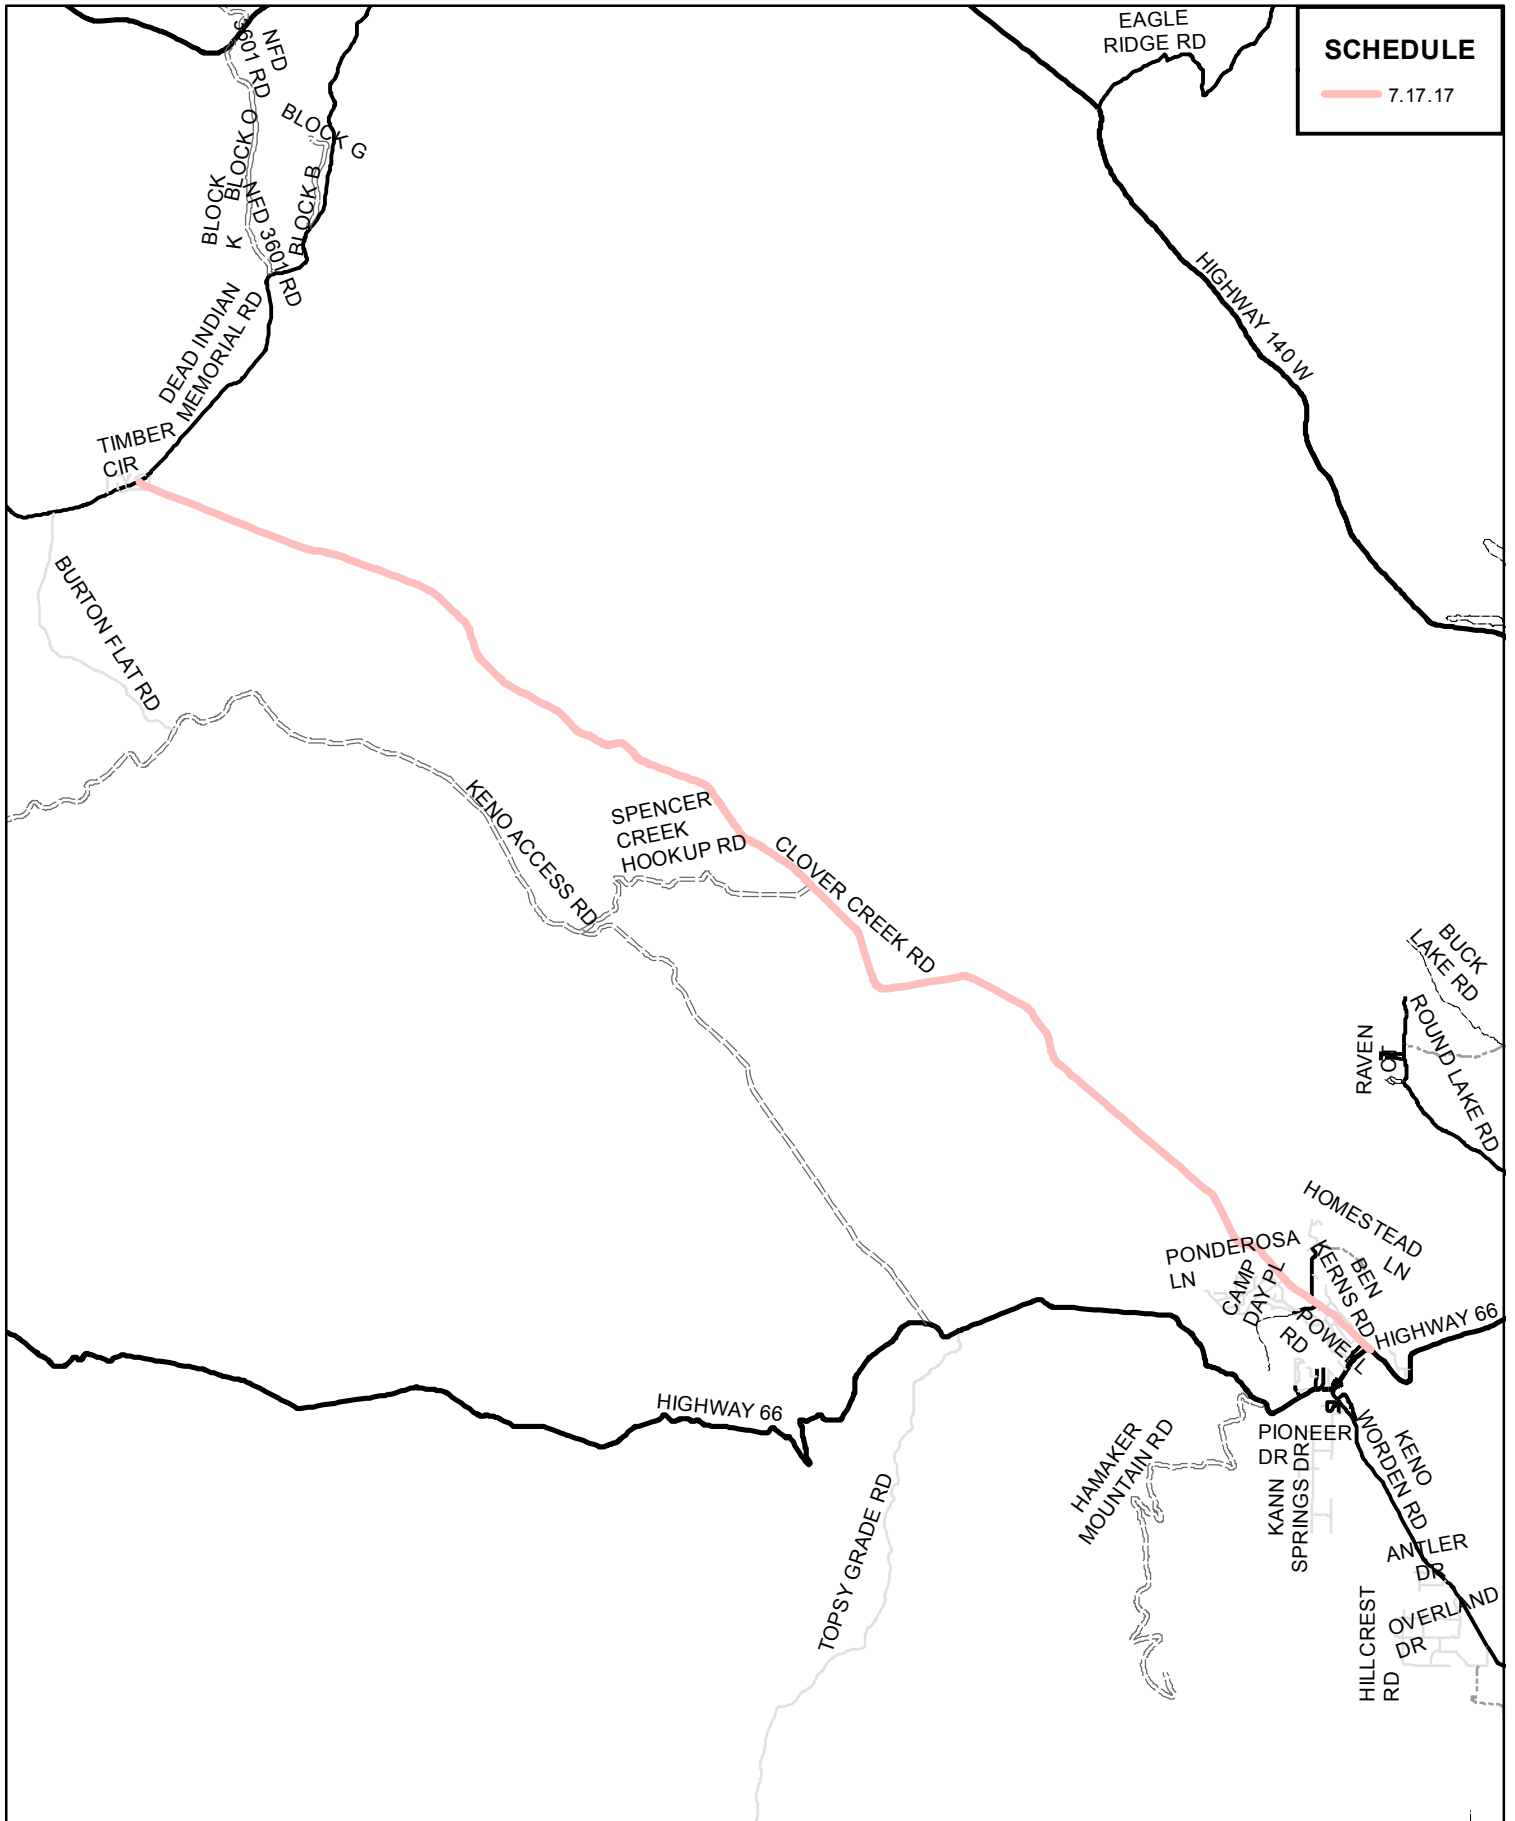 EAGLE
RIDGE RD
SCHEDULE
7.17.17
NFD
3601 RD
BLOCK G
BLOCK O
BLOCK
K
BLOCK B
NFD 3601 RD
DEAD INDIAN
MEMORIAL RD
HIGHWAY 140 W
TIMBER
CIR
BURTON FLAT RD
KENO ACCESS RD
SPENCER
CREEK
HOOKUP RD
CLOVER CREEK RD
BUCK
LAKE RD
ROUND LAKE RD
RAVEN
CT
HOMESTEAD
LN
PONDEROSA
LN
CAMP
DAY PL
BEN
KERNS RD
POWELL
RD
HIGHWAY 66
HIGHWAY 66
PIONEER
DR
KENO
WORDEN RD
HAMAKER
MOUNTAIN RD
KANN
SPRINGS DR
TOPSY GRADE RD
ANTLER
DR
OVERLAND
DR
HILLCREST
RD